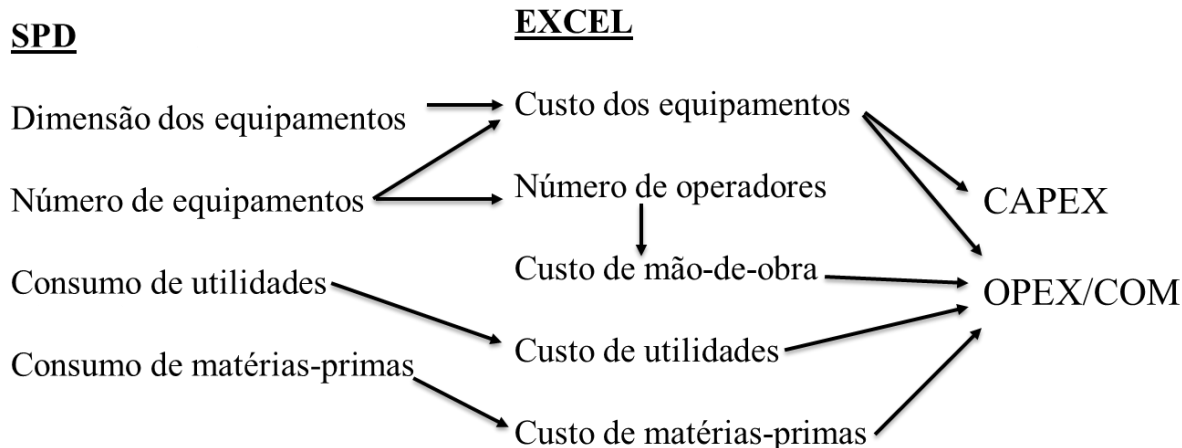 SPD
EXCEL
Dimensão dos equipamentos
Custo dos equipamentos
Número de equipamentos
Número de operadores
CAPEX
Consumo de utilidades
Custo de mão-de-obra
OPEX/COM
Consumo de matérias-primas
Custo de utilidades
Custo de matérias-primas